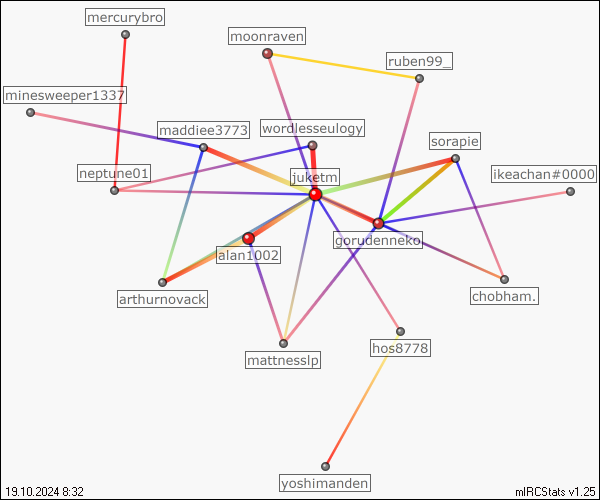 mercurybro
moonraven
ruben99_
minesweeper1337
maddiee3773
wordlesseulogy
sorapie
neptune01
juketm
ikeachan#0000
gorudenneko
alan1002
arthurnovack
chobham.
mattnesslp
hos8778
yoshimanden
19.10.2024 8:32
mIRCStats v1.25